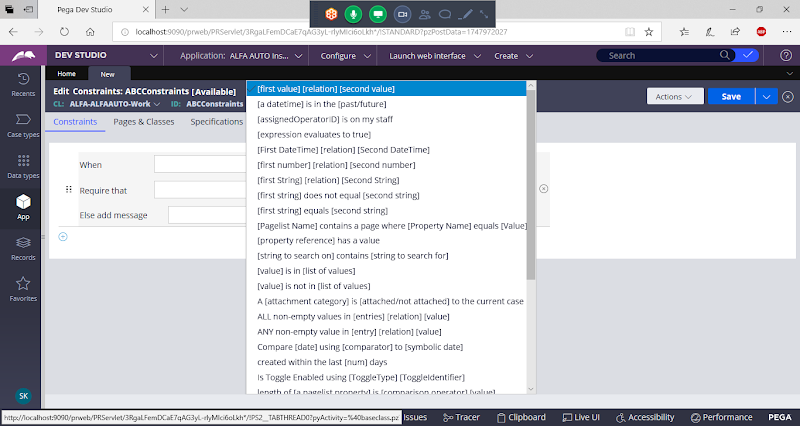 Pega Dev Studio
localhost:9090/prweb/PRServlet/3RgaLFemDCaE7qAG3yL-rlyMIci6oLkh*/!STANDARD?pzPostData=1747972027
ABP
DEV STUDIO
Application: ALFA AUTO Ins...
Configure
Launch web interface
Create
Search
Home
New
Edit Constraints: ABCConstraints [Available]
CL: ALFA-ALFAAUTO-Work
ID: ABCConstraints
Actions
Save
Constraints
Pages & Classes
Specifications
Recents
Case types
Data types
App
Records
Favorites
SK
When
Require that
Else add message
[first value] [relation] [second value]
[a datetime] is in the [past/future]
[assignedOperatorID] is on my staff
[expression evaluates to true]
[First DateTime] [relation] [Second DateTime]
[first number] [relation] [second number]
[first String] [relation] [Second String]
[first string] does not equal [second string]
[first string] equals [second string]
[Pagelist Name] contains a page where [Property Name] equals [Value]
[property reference] has a value
[string to search on] contains [string to search for]
[value] is in [list of values]
[value] is not in [list of values]
A [attachment category] is [attached/not attached] to the current case
ALL non-empty values in [entries] [relation] [value]
ANY non-empty value in [entry] [relation] [value]
Compare [date] using [comparator] to [symbolic date]
created within the last [num] days
Is Toggle Enabled using [ToggleType] [ToggleIdentifier]
length of [a pagelist property] is [comparison operator] [value]
http://localhost:9090/prweb/PRServlet/3RgaLFemDCaE7qAG3yL-rlyMIci6oLkh*/!PS2__TABTHREAD0?pyActivity=%40baseclass.pz
Issues
Tracer
Clipboard
Live UI
Accessibility
Performance
PEGA